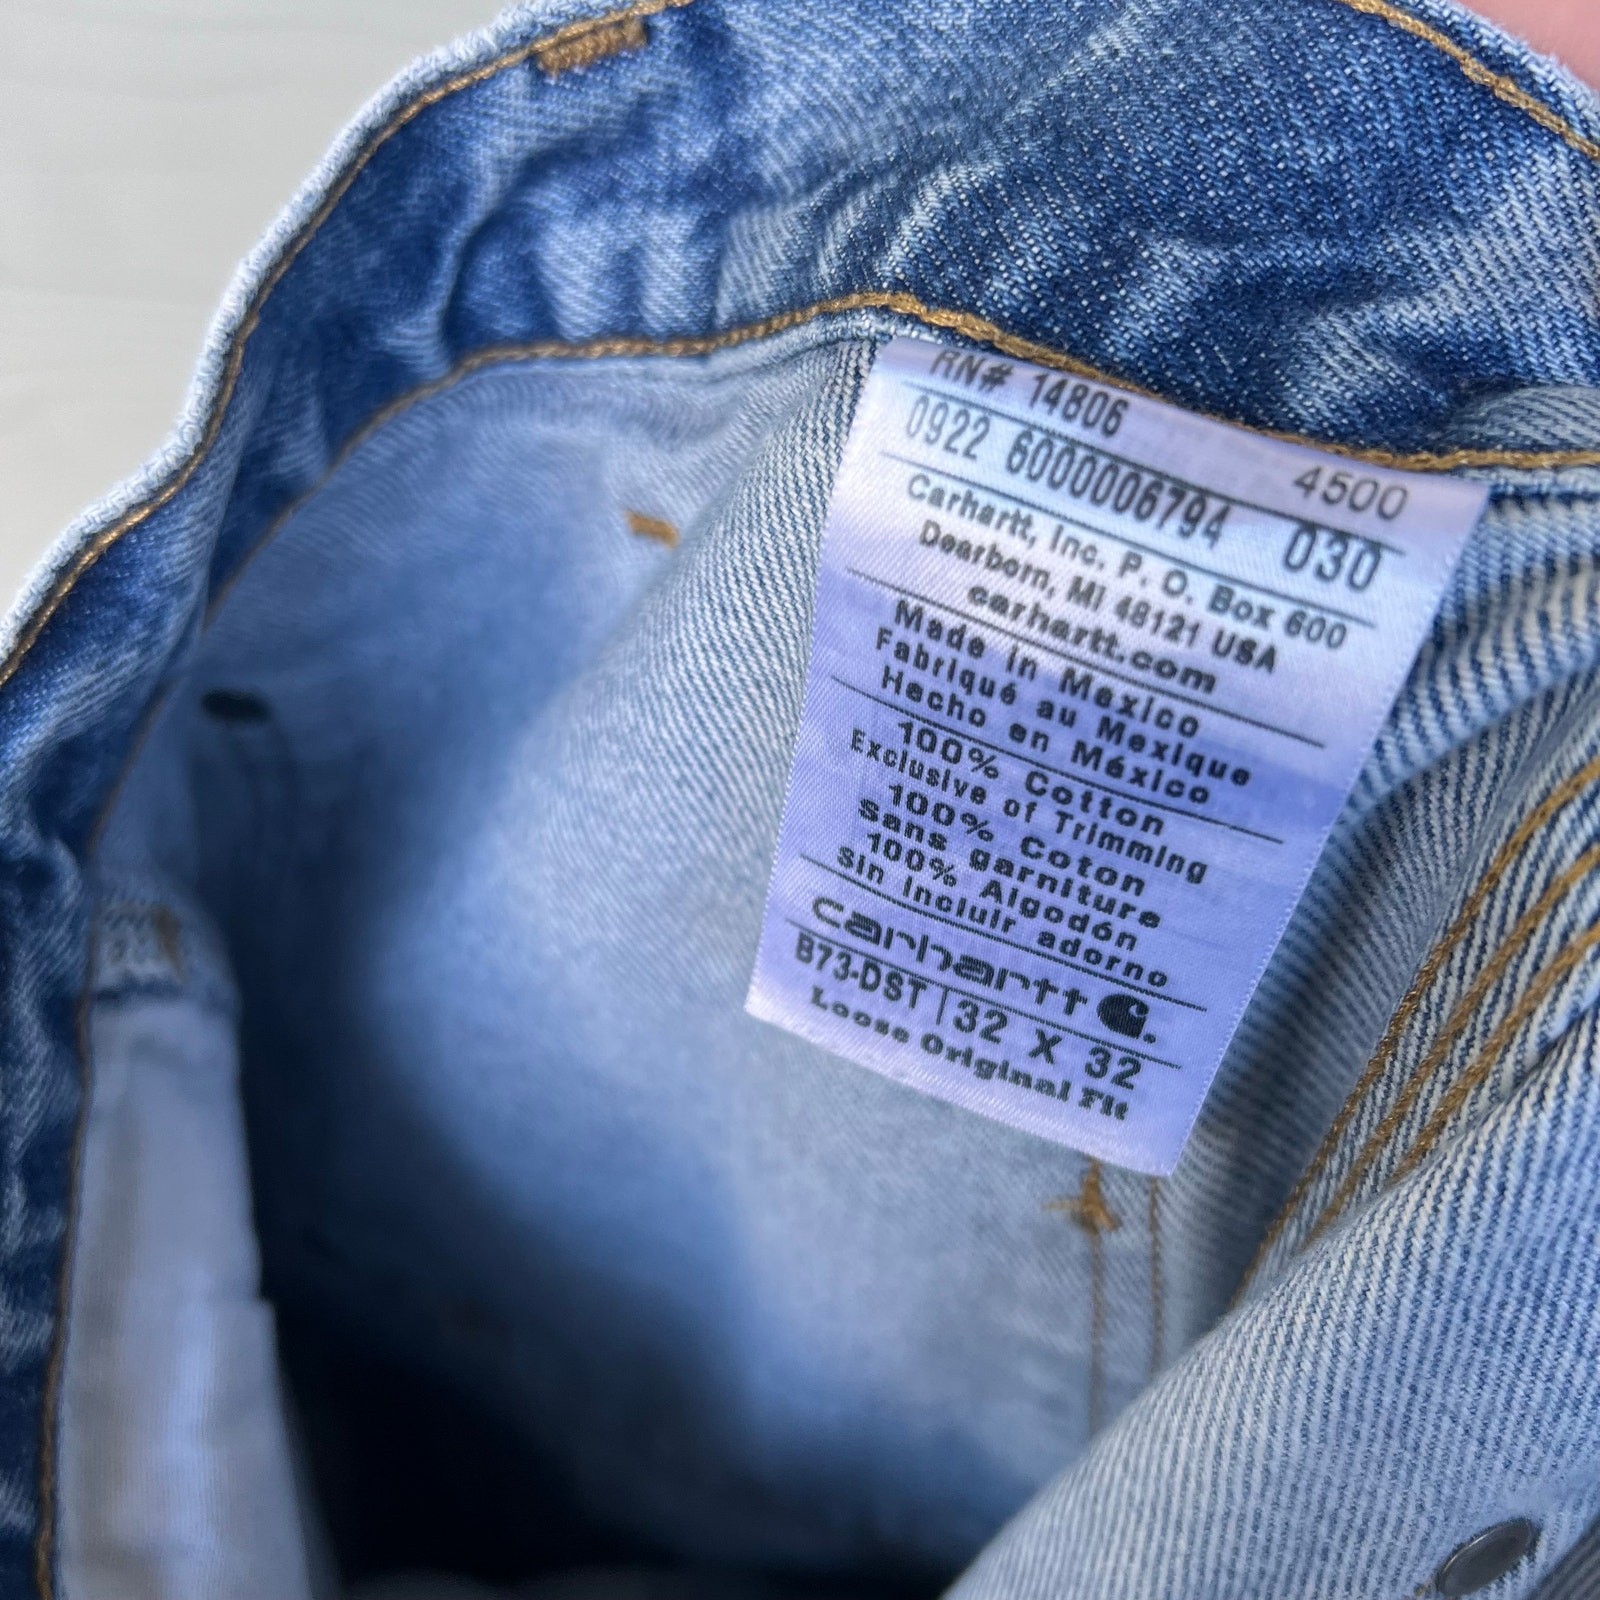 RN# 14806 4500
0922 6000006794 030
Carhartt, Inc. P. O. Box 600
Dearborn, MI 48121 USA
carhartt.com
Made in Mexico
Fabriqué au Mexique
Hecho en México
100% Cotton
Exclusive of Trimming
100% Coton
sans garniture
100% Algodón
sin incluir adorno
carhartt
B73-DST | 32 X 32
Loose Original Fit